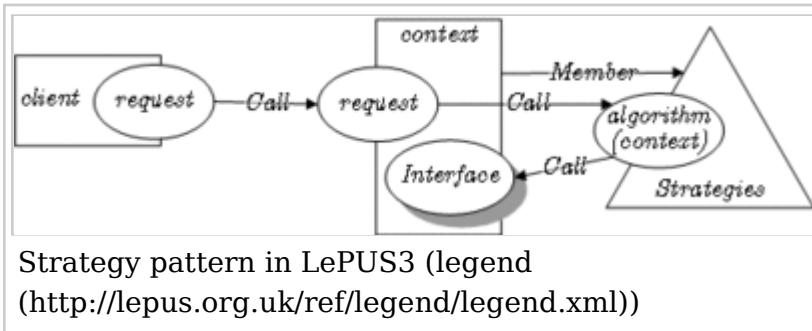 context
client
request
Call
request
Member
Call
algorithm
(context)
Interface
Call
Strategies
Strategy pattern in LePUS3 (legend
(http://lepus.org.uk/ref/legend/legend.xml))